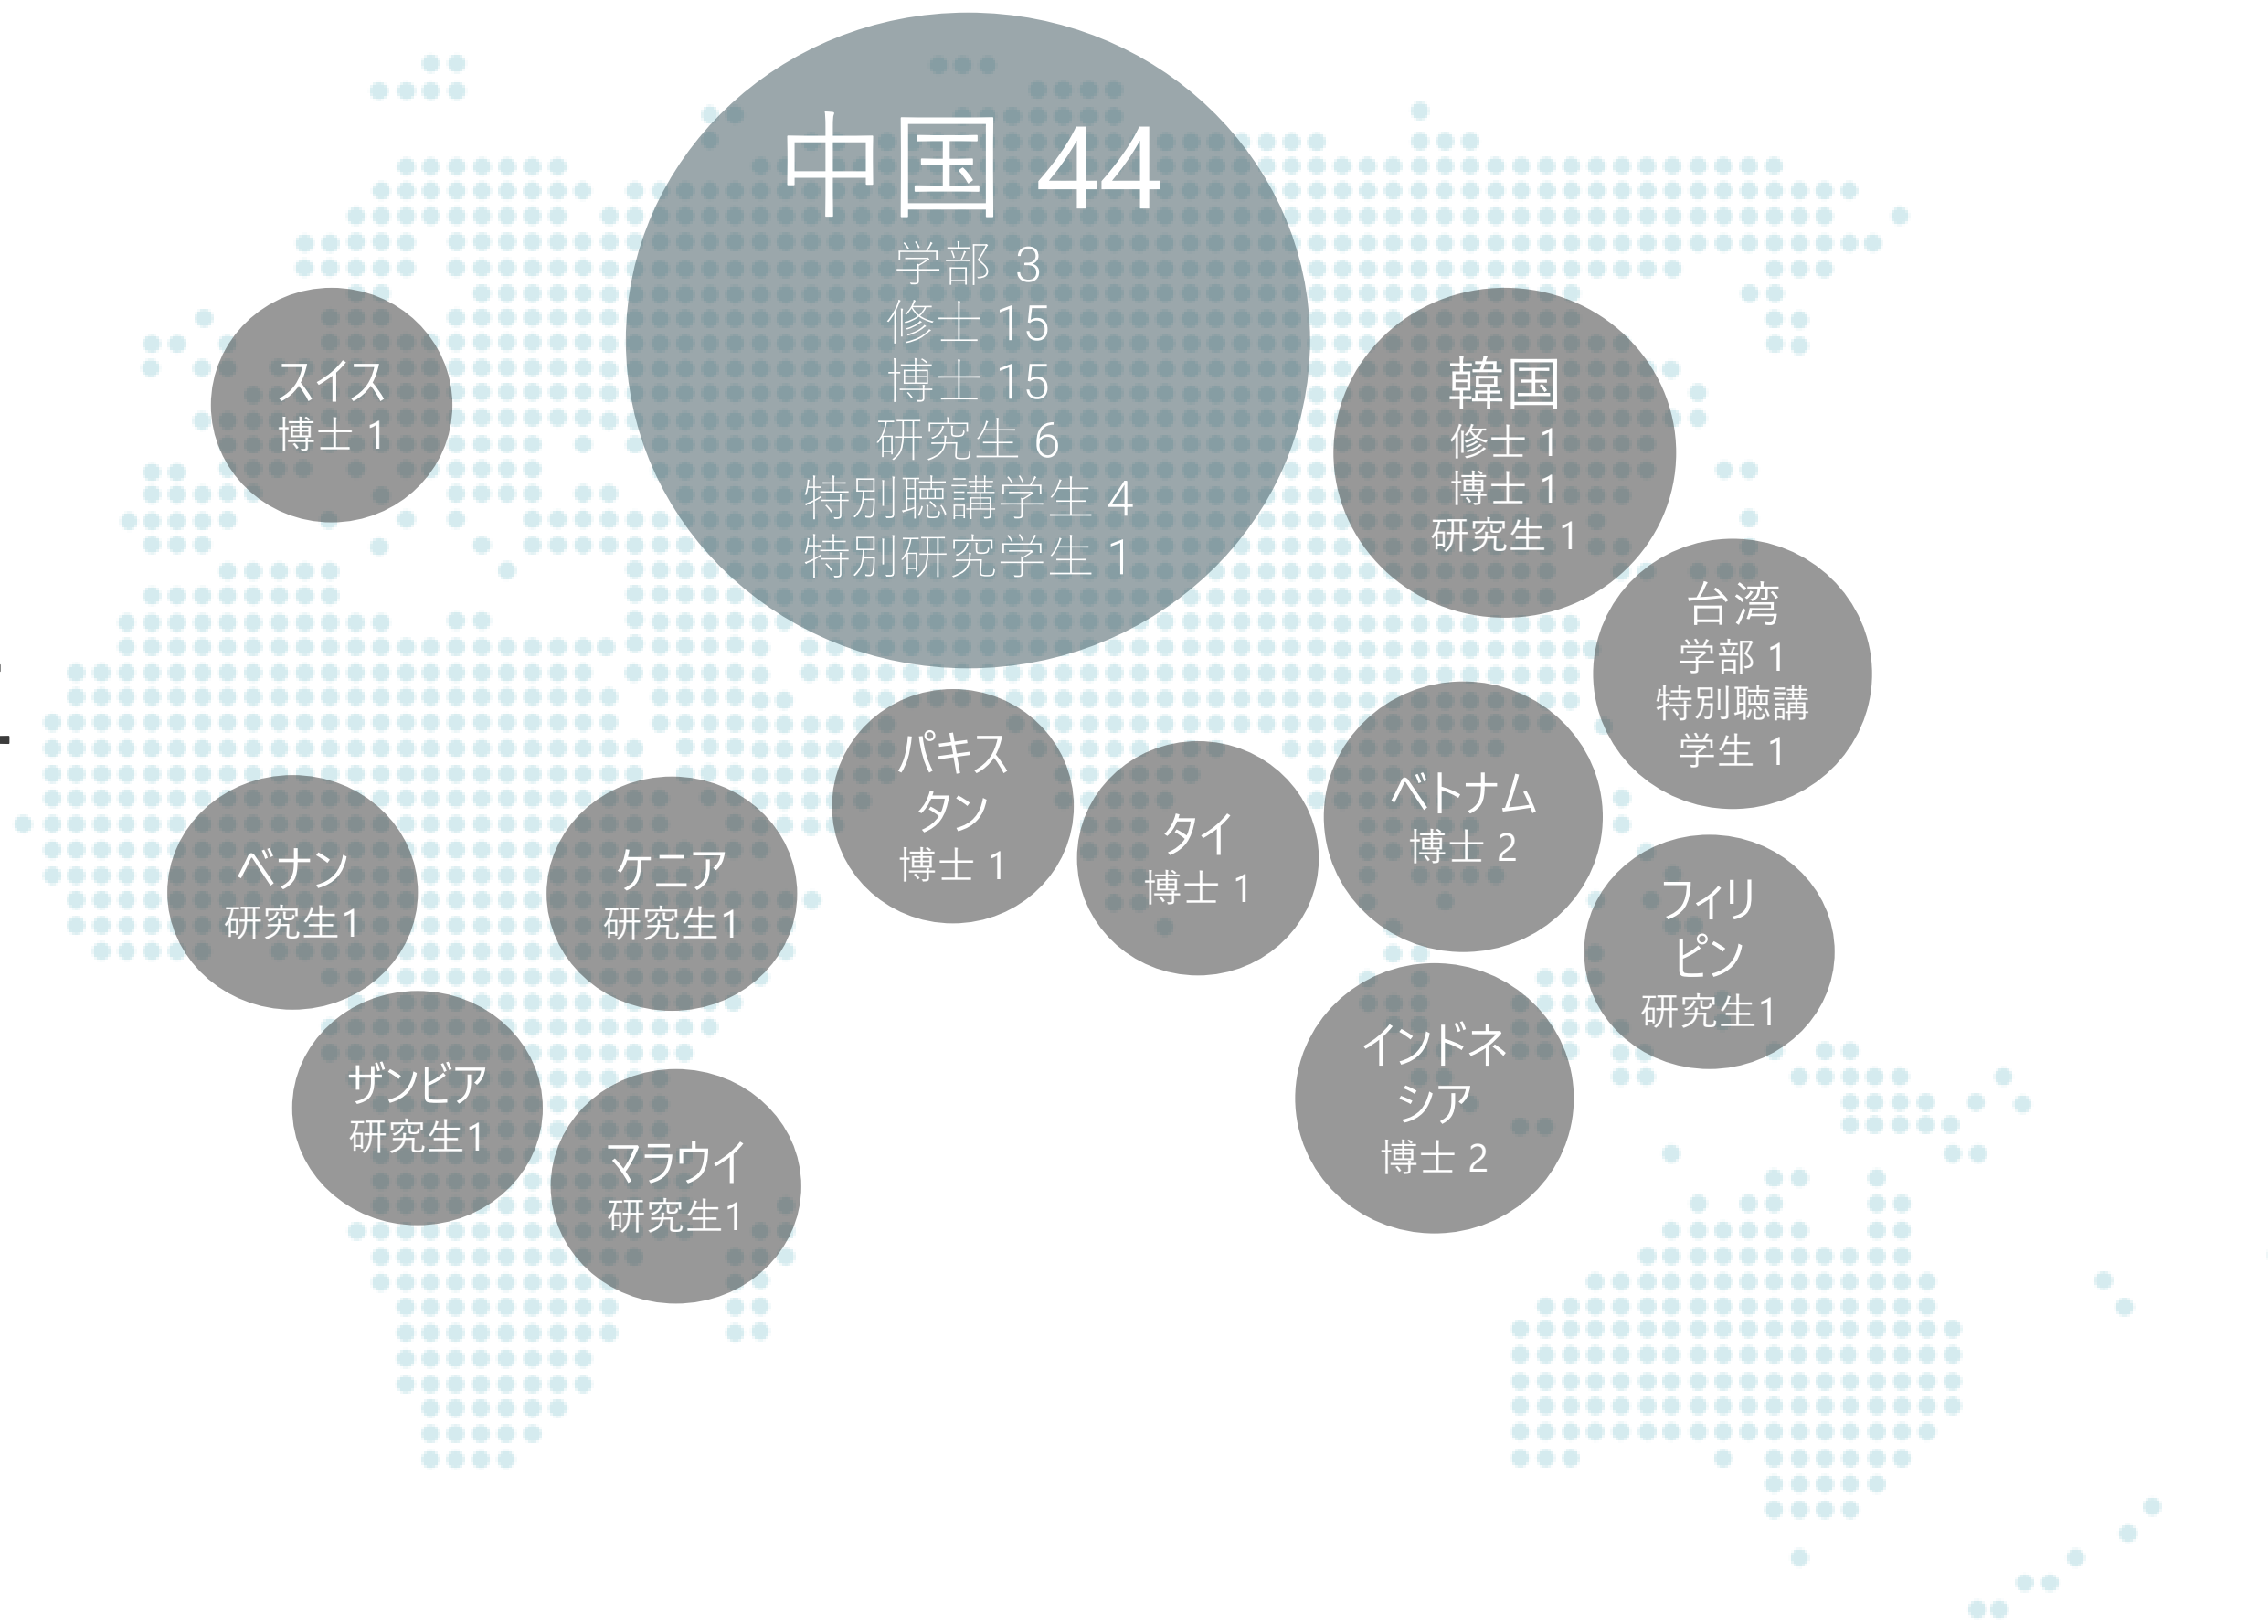 中国 44
学部 3
修士 15
博士 15
研究生 6
特別聴講学生 4
特別研究学生 1
スイス
博士 1
韓国
修士 1
博士 1
研究生 1
台湾
学部 1
特別聴講
学生 1
パキス
タン
博士 1
タイ
博士 1
ベトナム
博士 2
フィリ
ピン
研究生1
インドネ
シア
博士 2
ベナン
研究生1
ケニア
研究生1
ザンビア
研究生1
マラウイ
研究生1